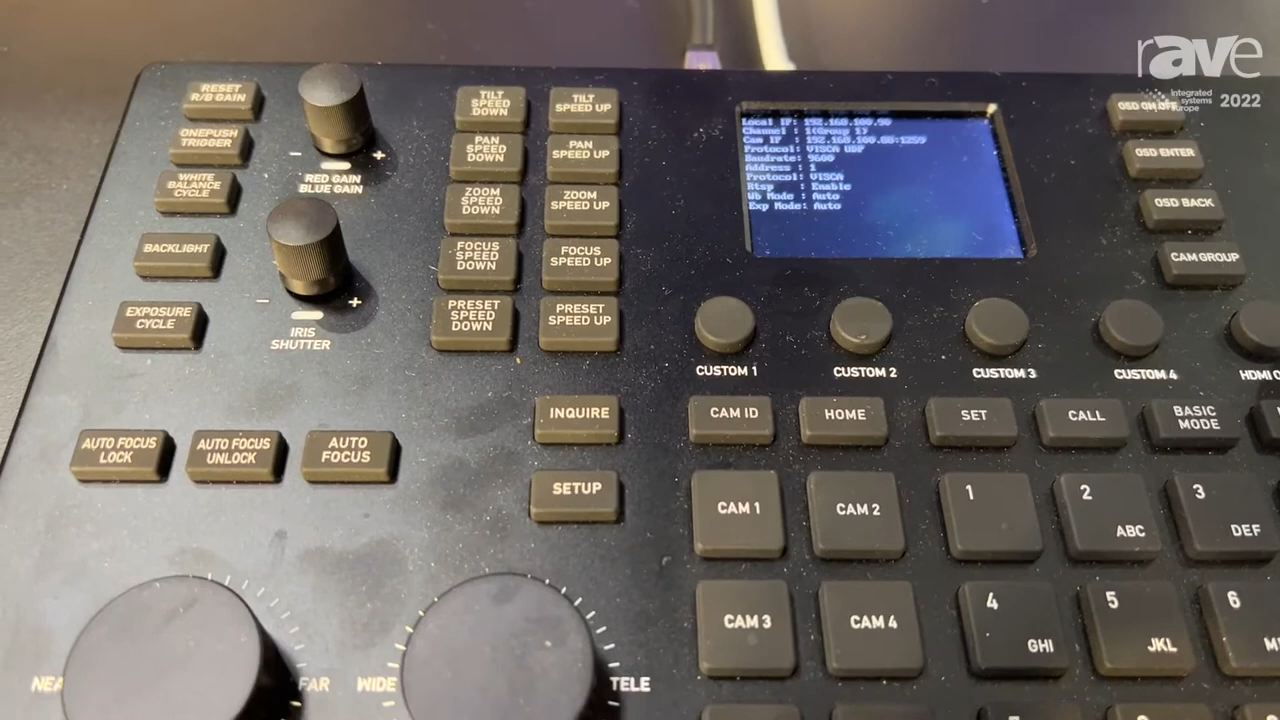 rAVe
integrated
systems
europe
2022
RESET
R/B GAIN
ONEPUSH
TRIGGER
WHITE
BALANCE
CYCLE
BACKLIGHT
EXPOSURE
CYCLE
- +
RED GAIN
BLUE GAIN
- +
IRIS
SHUTTER
TILT
SPEED
DOWN
TILT
SPEED UP
PAN
SPEED
DOWN
PAN
SPEED UP
ZOOM
SPEED
DOWN
ZOOM
SPEED UP
FOCUS
SPEED
DOWN
FOCUS
SPEED UP
PRESET
SPEED
DOWN
PRESET
SPEED UP
Local IP: 192.168.100.90
Channel : 1(Group 1)
Cam IP : 192.168.100.88:1259
Protocol: VISCA UDP
Baudrate: 9600
Address : 1
Protocol: VISCA
Rtsp : Enable
Wb Mode : Auto
Exp Mode: Auto
OSD ON/OFF
OSD ENTER
OSD BACK
CAM GROUP
CUSTOM 1
CUSTOM 2
CUSTOM 3
CUSTOM 4
HDMI
AUTO FOCUS
LOCK
AUTO FOCUS
UNLOCK
AUTO
FOCUS
INQUIRE
SETUP
CAM ID
HOME
SET
CALL
BASIC
MODE
CAM 1
CAM 2
1
2
ABC
3
DEF
CAM 3
CAM 4
4
GHI
5
JKL
6
NEA
FAR
WIDE
TELE